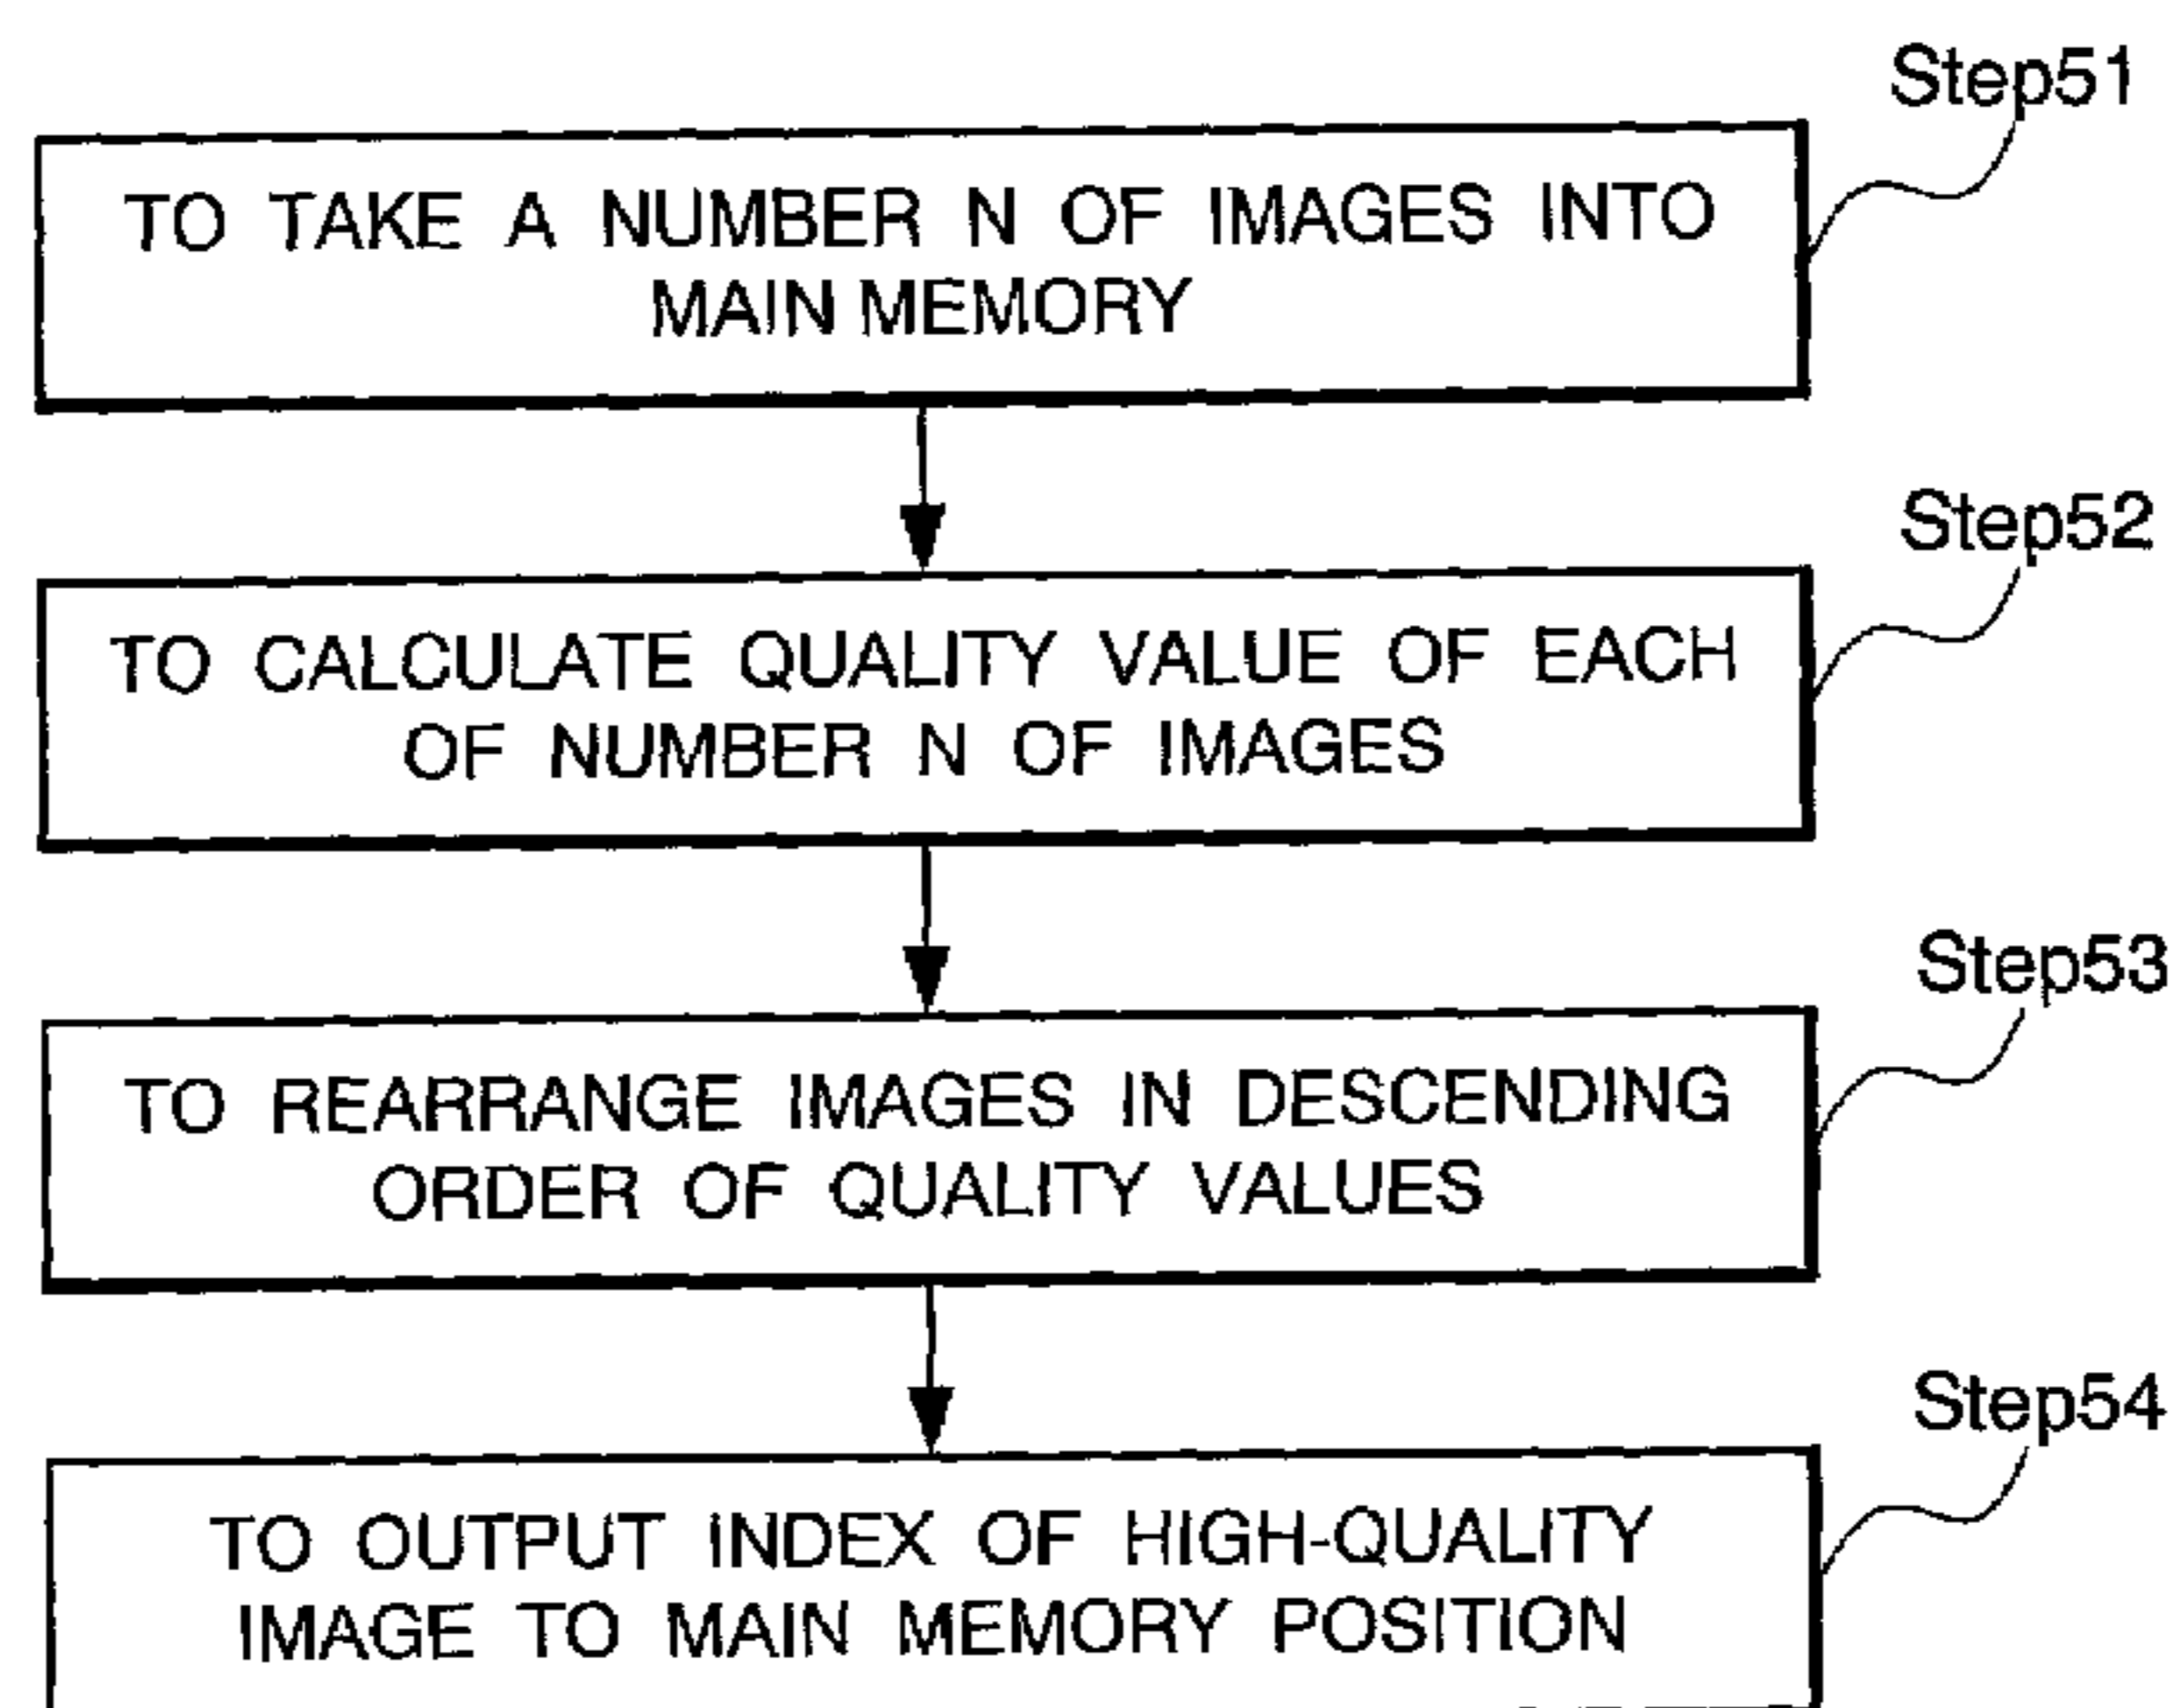 Step51
TO TAKE A NUMBER N OF IMAGES INTO
MAIN MEMORY
Step52
TO CALCULATE QUALITY VALUE OF EACH
OF NUMBER N OF IMAGES
Step53
TO REARRANGE IMAGES IN DESCENDING
ORDER OF QUALITY VALUES
Step54
TO OUTPUT INDEX OF HIGH-QUALITY
IMAGE TO MAIN MEMORY POSITION